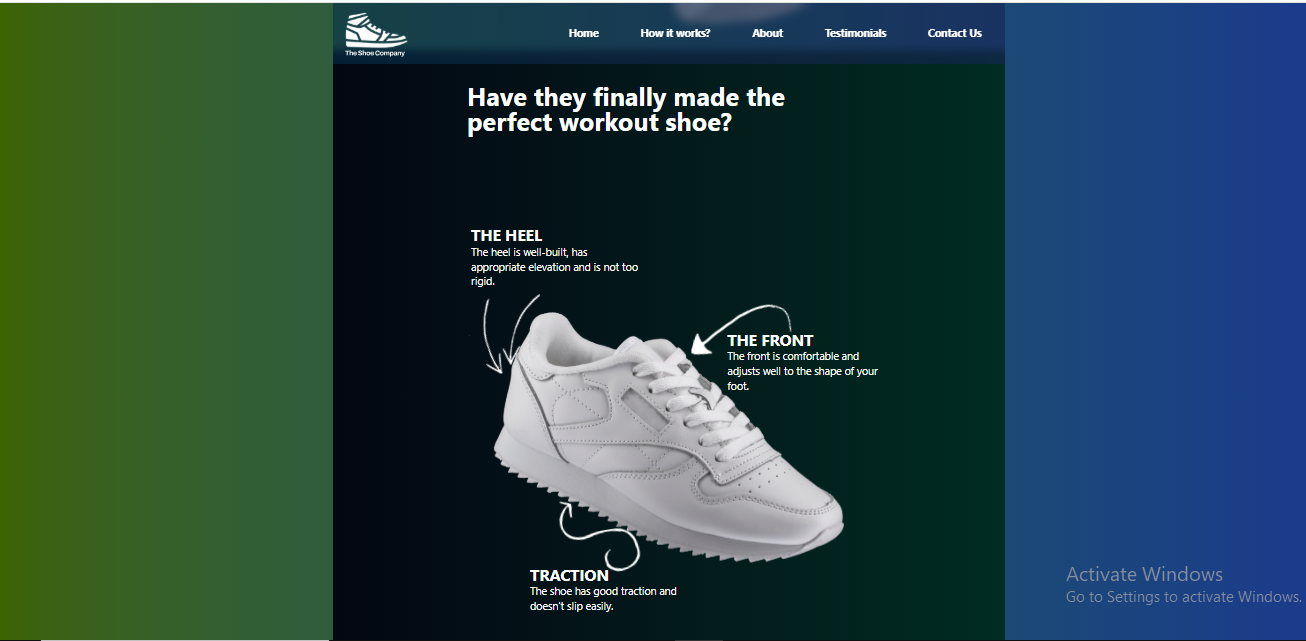 The Shoe Company
Home How it works? About Testimonials Contact Us
Have they finally made the
perfect workout shoe?
THE HEEL
The heel is well-built, has
appropriate elevation and is not too
rigid.
THE FRONT
The front is comfortable and
adjusts well to the shape of your
foot.
TRACTION
The shoe has good traction and
doesn't slip easily.
Activate Windows
Go to Settings to activate Windows.